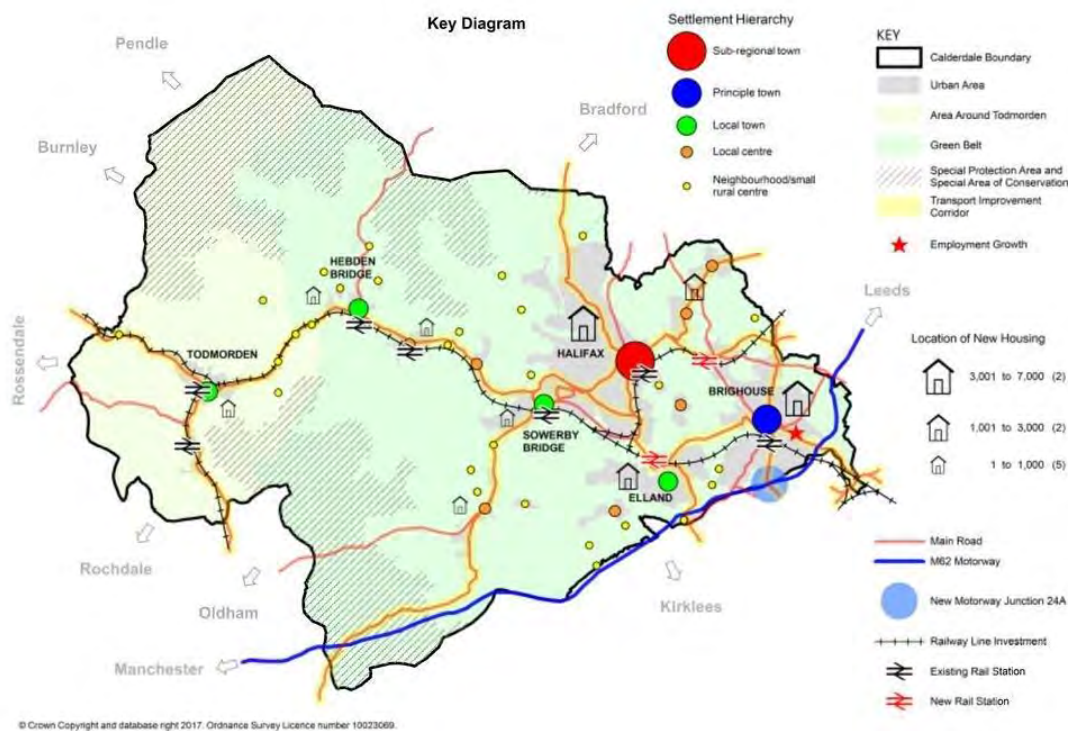 Key Diagram
Pendle
Burnley
Bradford
Leeds
Rossendale
Rochdale
Oldham
Manchester
Kirklees
HEBDEN
BRIDGE
TODMORDEN
HALIFAX
BRIGHOUSE
SOWERBY
BRIDGE
ELLAND
Settlement Hierarchy
Sub-regional town
Principle town
Local town
Local centre
Neighbourhood/small
rural centre
KEY
Calderdale Boundary
Urban Area
Area Around Todmorden
Green Belt
Special Protection Area and
Special Area of Conservation
Transport Improvement
Corridor
Employment Growth
Location of New Housing
3,001 to 7,000 (2)
1,001 to 3,000 (2)
1 to 1,000 (5)
Main Road
M62 Motorway
New Motorway Junction 24A
Railway Line Investment
Existing Rail Station
New Rail Station
© Crown Copyright and database right 2017. Ordnance Survey Licence number 10023069.